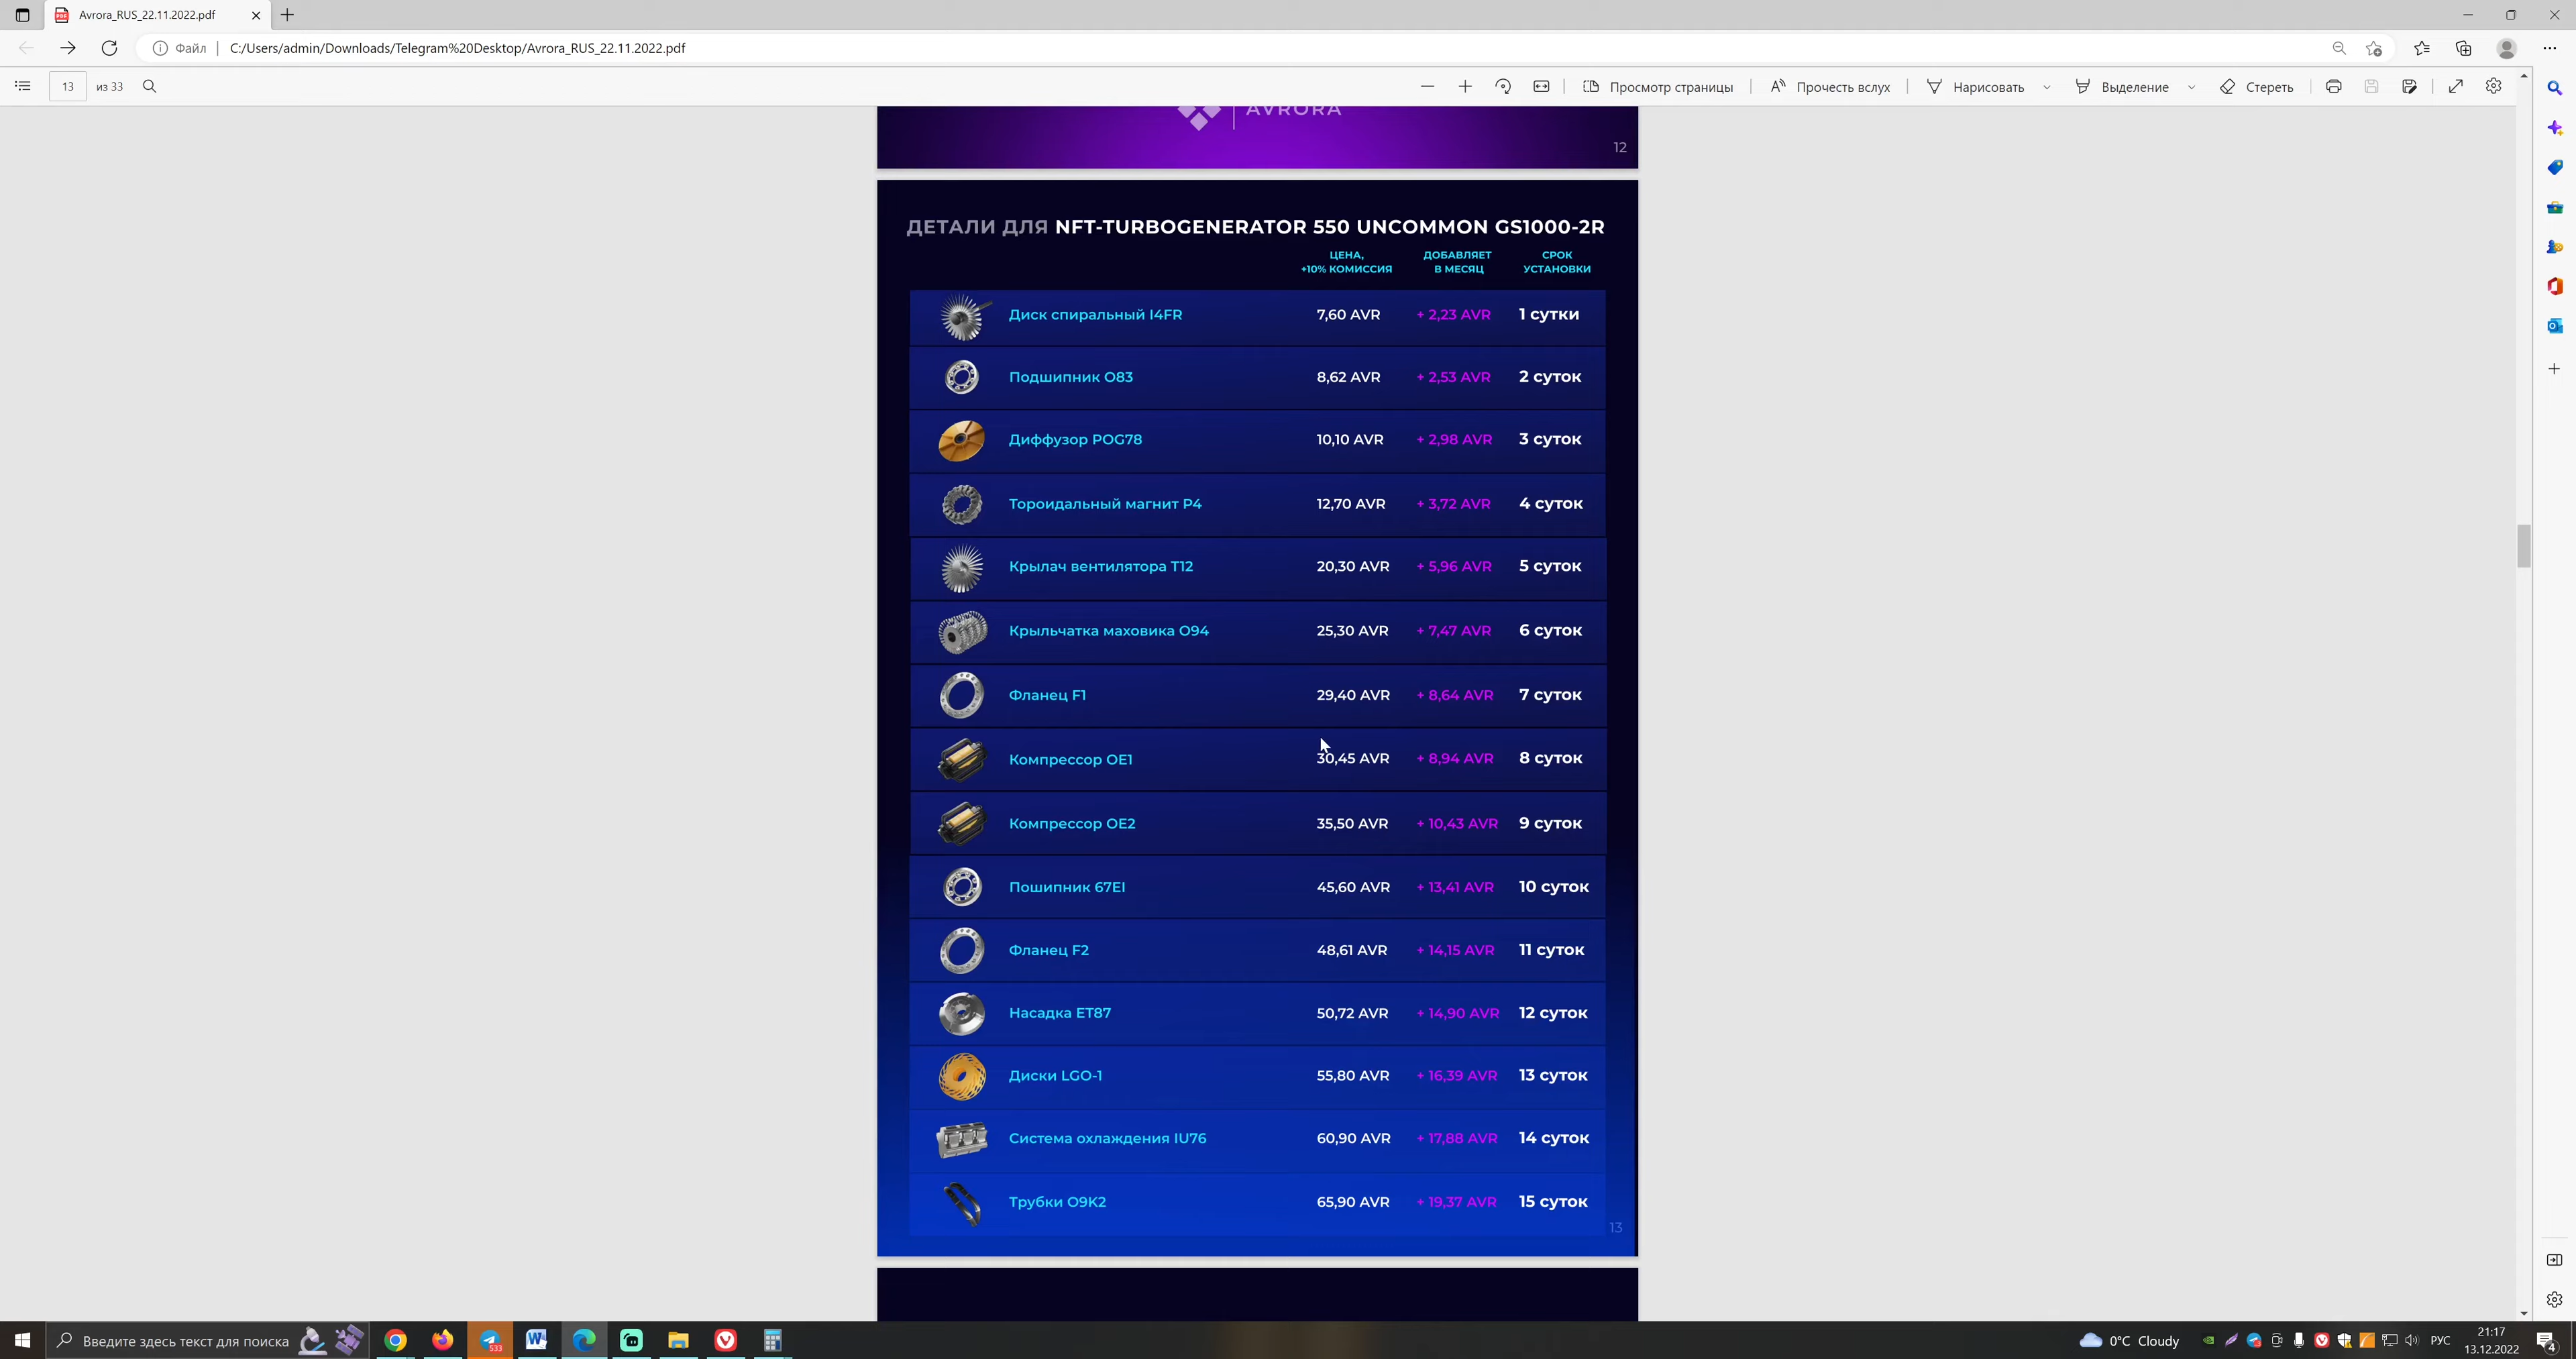 Avrora_RUS_22.11.2022.pdf
Файл
C:/Users/admin/Downloads/Telegram%20Desktop/Avrora_RUS_22.11.2022.pdf
13 из 33
Просмотр страницы
Прочесть вслух
Нарисовать
Выделение
Стереть
AVRORA
12
ДЕТАЛИ ДЛЯ NFT-TURBOGENERATOR 550 UNCOMMON GS1000-2R
ЦЕНА,
+10% КОМИССИЯ
ДОБАВЛЯЕТ
В МЕСЯЦ
СРОК
УСТАНОВКИ
Диск спиральный I4FR 7,60 AVR + 2,23 AVR 1 сутки
Подшипник O83 8,62 AVR + 2,53 AVR 2 суток
Диффузор POG78 10,10 AVR + 2,98 AVR 3 суток
Тороидальный магнит P4 12,70 AVR + 3,72 AVR 4 суток
Крылач вентилятора T12 20,30 AVR + 5,96 AVR 5 суток
Крыльчатка маховика O94 25,30 AVR + 7,47 AVR 6 суток
Фланец F1 29,40 AVR + 8,64 AVR 7 суток
Компрессор OE1 30,45 AVR + 8,94 AVR 8 суток
Компрессор OE2 35,50 AVR + 10,43 AVR 9 суток
Пошипник 67EI 45,60 AVR + 13,41 AVR 10 суток
Фланец F2 48,61 AVR + 14,15 AVR 11 суток
Насадка ET87 50,72 AVR + 14,90 AVR 12 суток
Диски LGO-1 55,80 AVR + 16,39 AVR 13 суток
Система охлаждения IU76 60,90 AVR + 17,88 AVR 14 суток
Трубки O9K2 65,90 AVR + 19,37 AVR 15 суток
13
Введите здесь текст для поиска
533
0°C Cloudy
РУС
21:17
13.12.2022
4